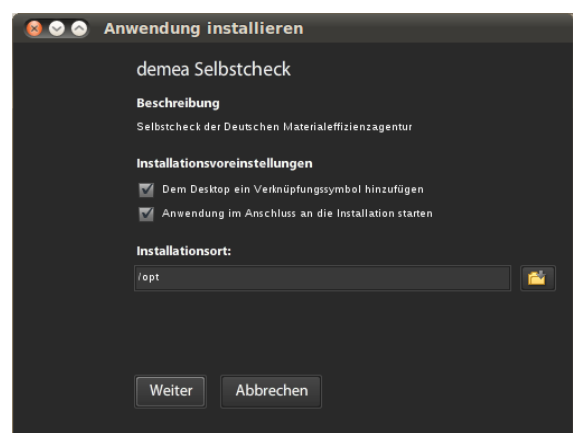 Anwendung installieren
demea Selbstcheck
Beschreibung
Selbstcheck der Deutschen Materialeffizienzagentur
Installationsvoreinstellungen
Dem Desktop ein Verknüpfungssymbol hinzufügen
Anwendung im Anschluss an die Installation starten
Installationsort:
/opt
Weiter Abbrechen